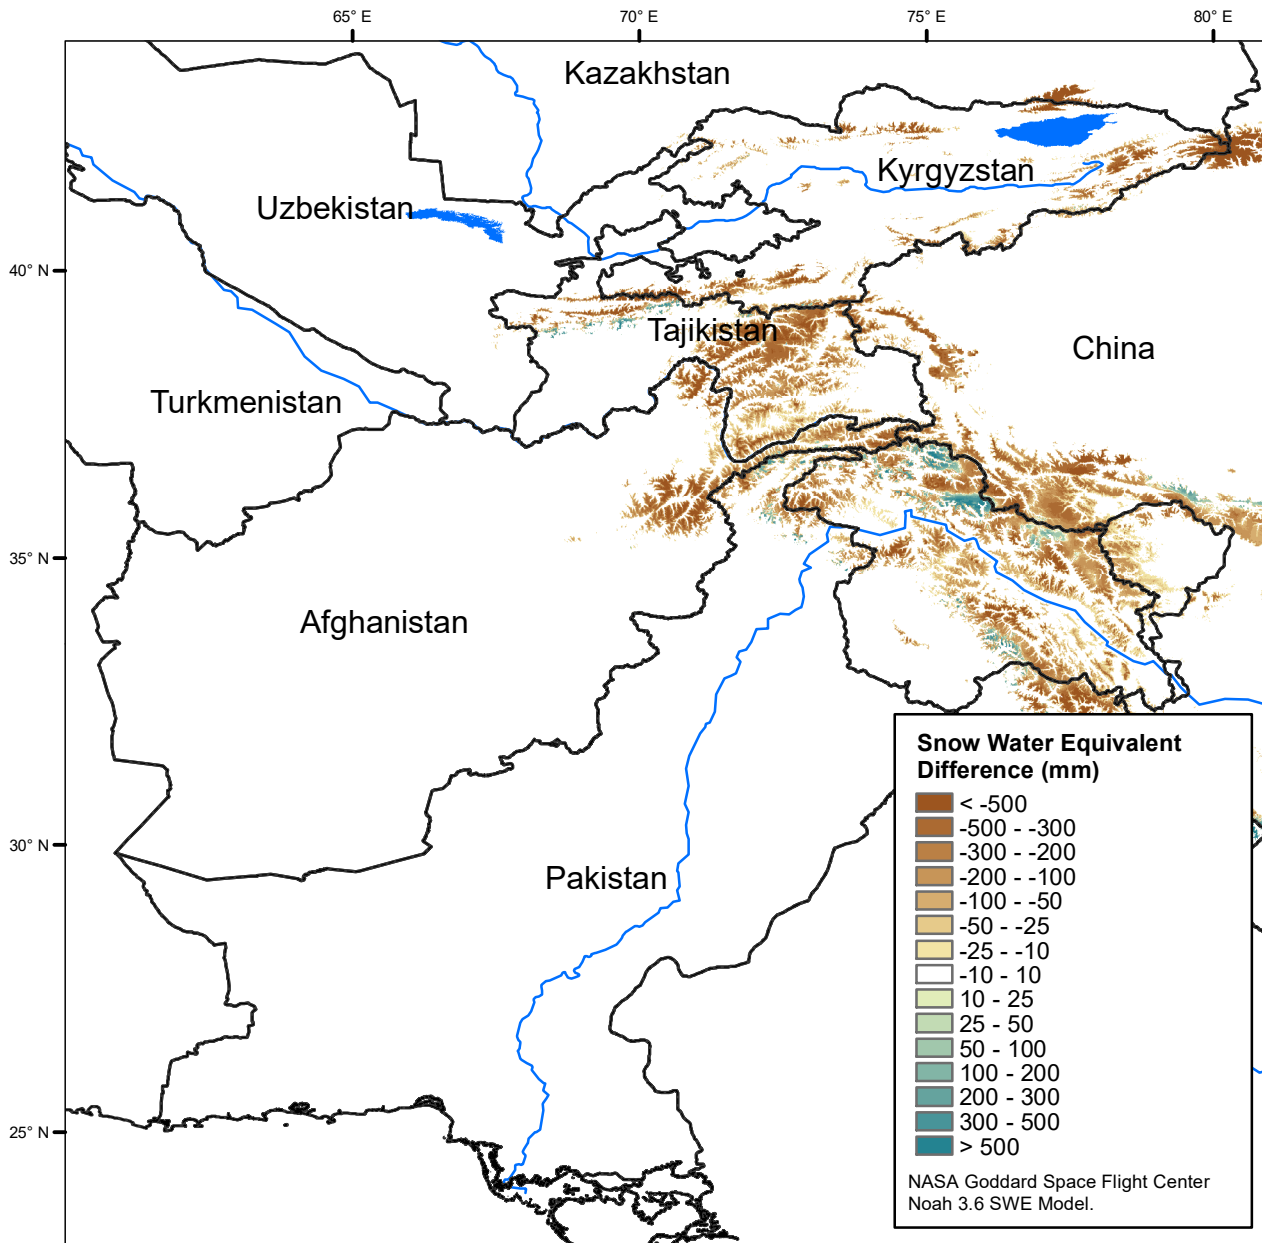 65° E
70° E
75° E
80° E
Kazakhstan
Kyrgyzstan
Uzbekistan
40° N
Tajikistan
China
Turkmenistan
35° N
Afghanistan
30° N
Pakistan
25° N
Snow Water Equivalent
Difference (mm)
< -500
-500 - -300
-300 - -200
-200 - -100
-100 - -50
-50 - -25
-25 - -10
-10 - 10
10 - 25
25 - 50
50 - 100
100 - 200
200 - 300
300 - 500
> 500
NASA Goddard Space Flight Center
Noah 3.6 SWE Model.